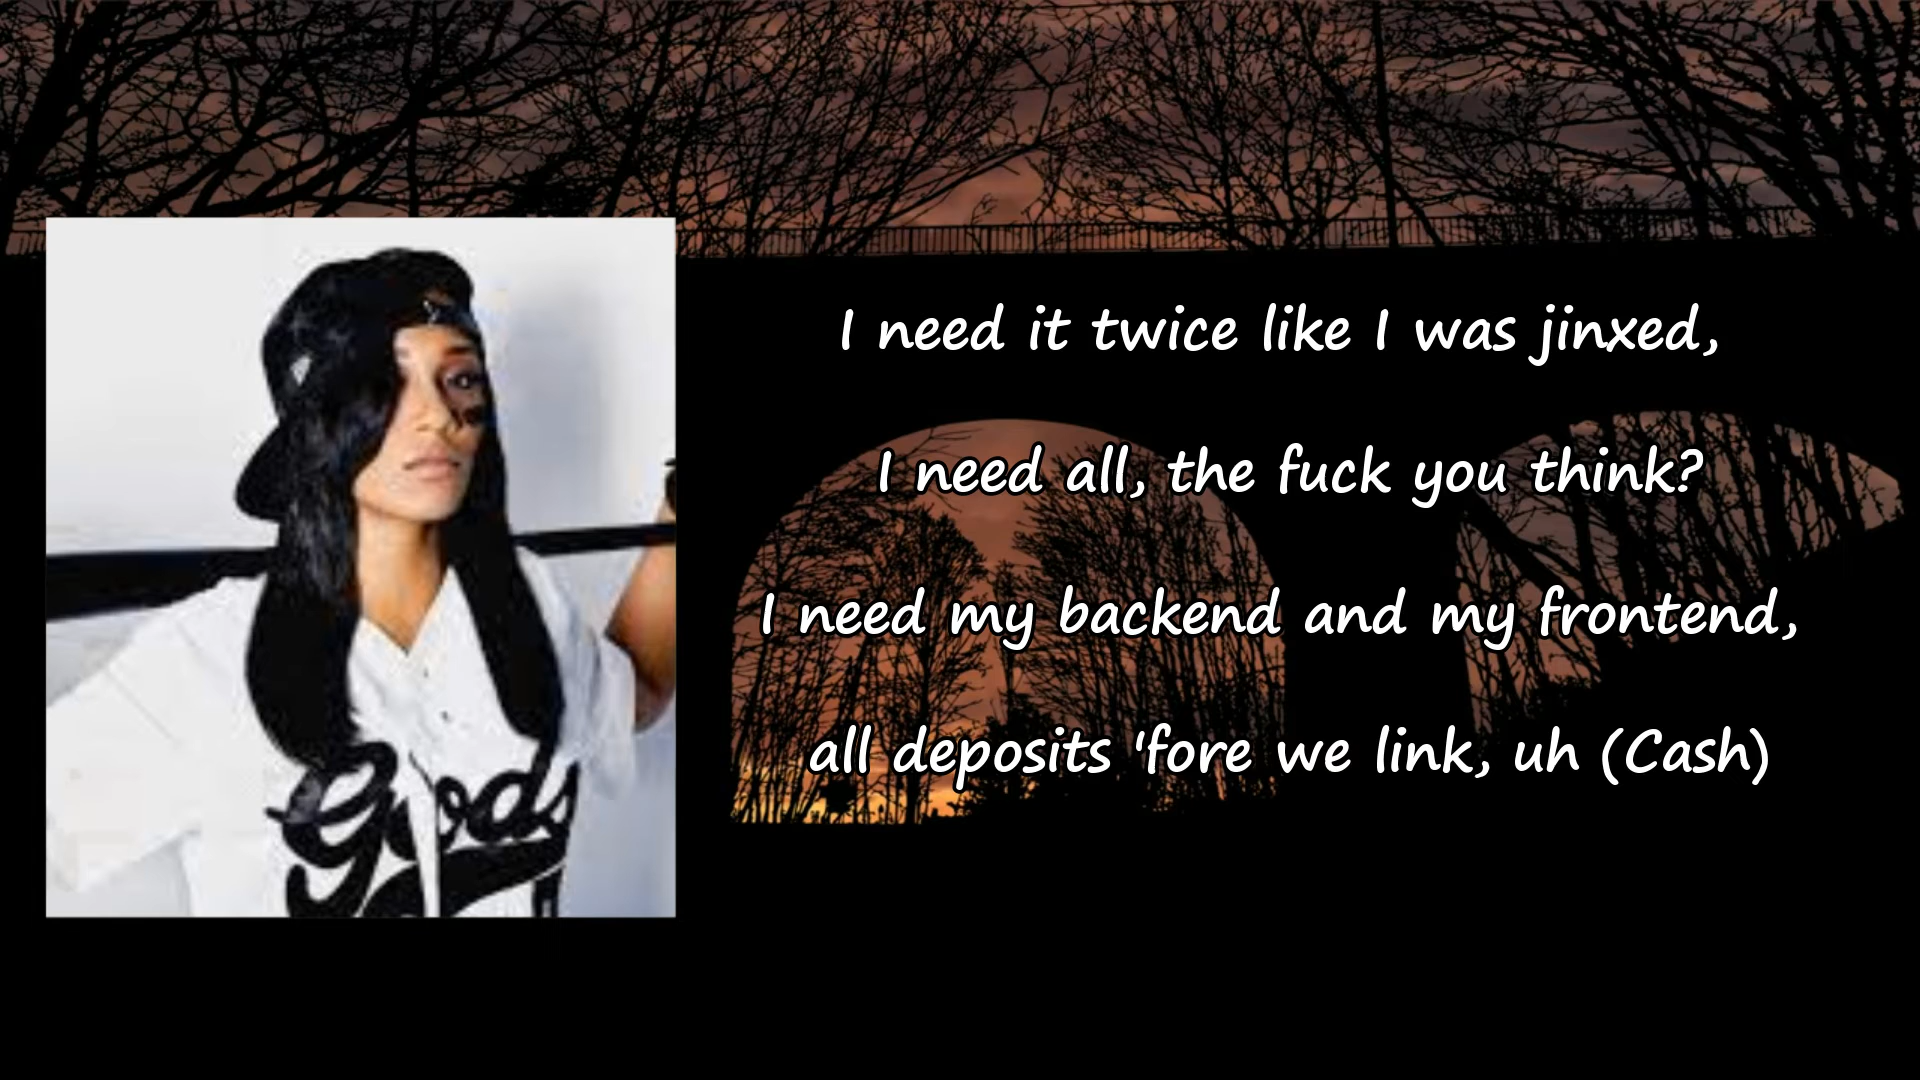 I need it twice like I was jinxed,
I need all, the fuck you think?
I need my backend and my frontend,
all deposits 'fore we link, uh (Cash)
Goods